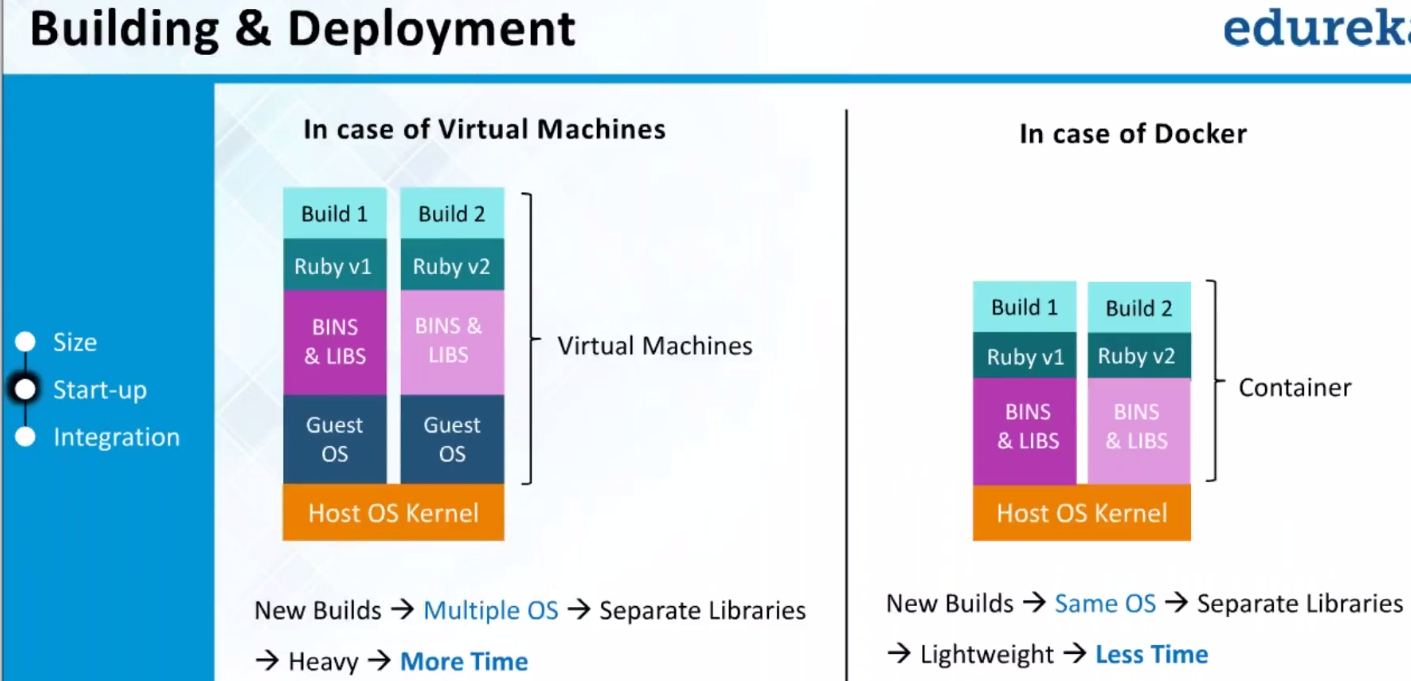 Building & Deployment
edureka
Size
Start-up
Integration
In case of Virtual Machines
Build 1
Build 2
Ruby v1
Ruby v2
BINS
& LIBS
BINS &
LIBS
Guest
OS
Guest
OS
Host OS Kernel
Virtual Machines
New Builds → Multiple OS → Separate Libraries
→ Heavy → More Time
In case of Docker
Build 1
Build 2
Ruby v1
Ruby v2
BINS
& LIBS
BINS
& LIBS
Host OS Kernel
Container
New Builds → Same OS → Separate Libraries
→ Lightweight → Less Time